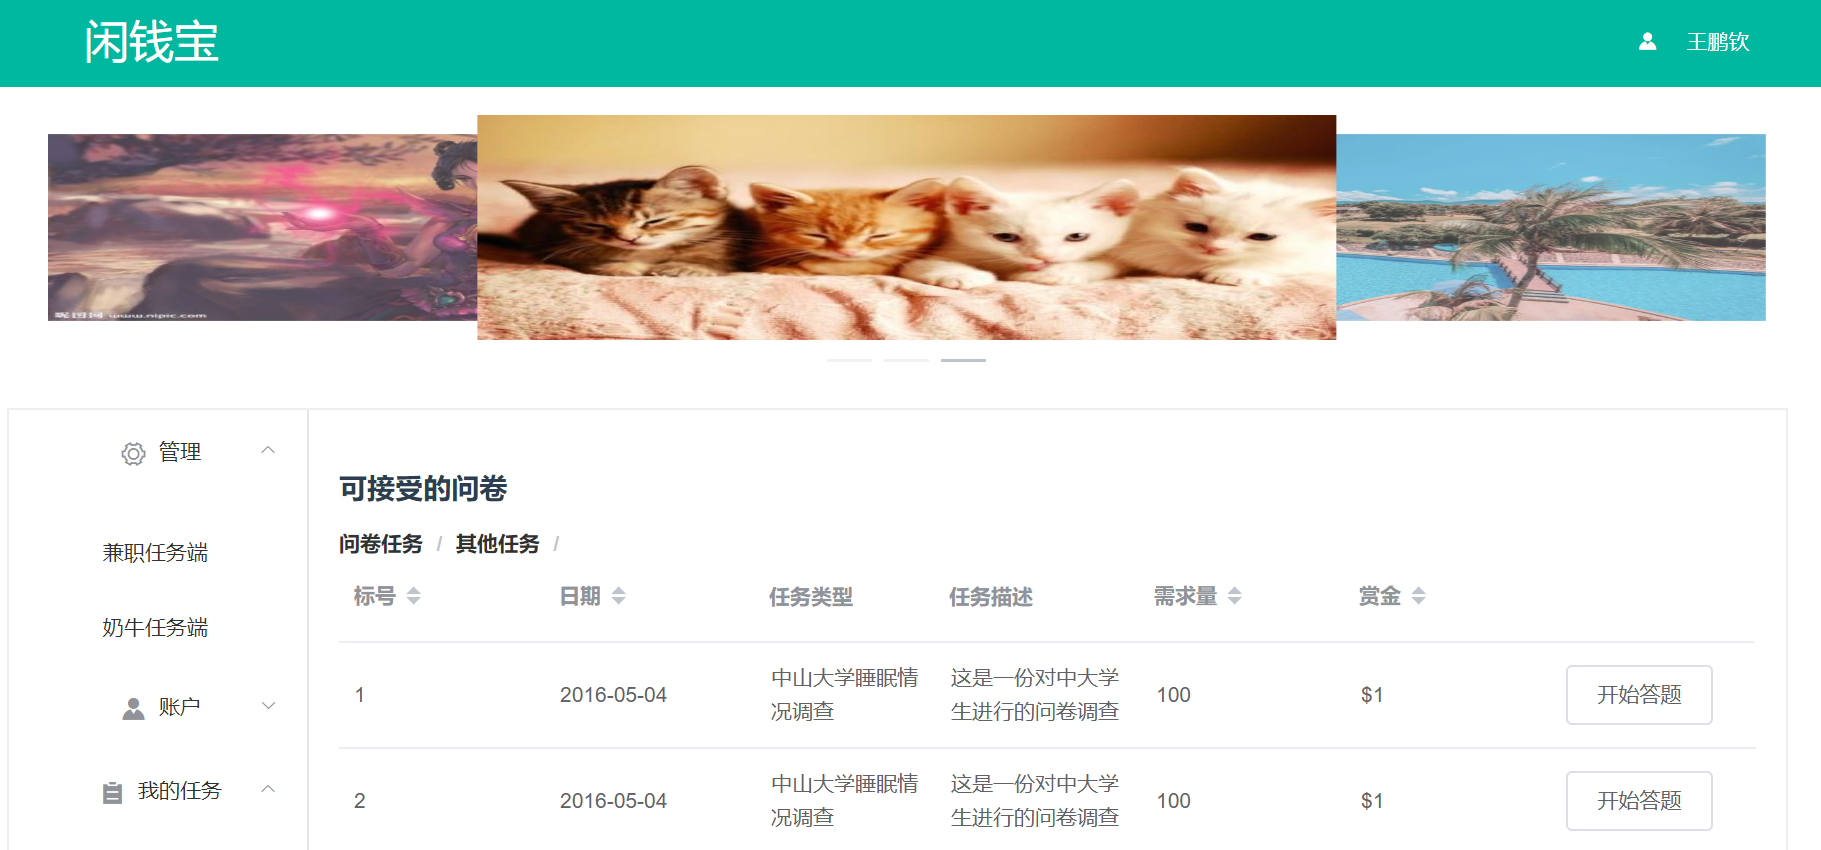 闲钱宝
王鹏钦
昵图网 www.nipic.com
管理
兼职任务端
奶牛任务端
账户
我的任务
可接受的问卷
问卷任务 / 其他任务 /
标号 日期 任务类型 任务描述 需求量 赏金
1 2016-05-04 中山大学睡眠情 这是一份对中大学 100 $1 开始答题
况调查 生进行的问卷调查
2 2016-05-04 中山大学睡眠情 这是一份对中大学 100 $1 开始答题
况调查 生进行的问卷调查